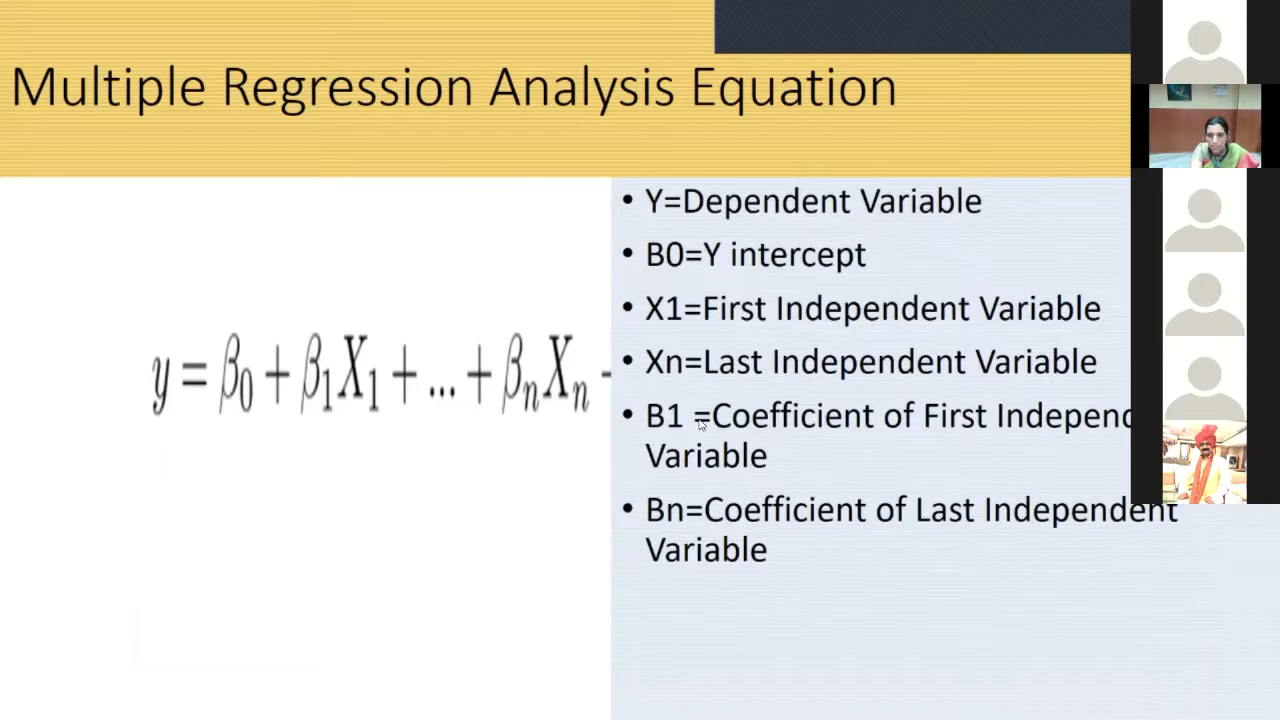 Multiple Regression Analysis Equation
y = β₀ + β₁X₁ + ... + βₙXₙ -
• Y=Dependent Variable
• B0=Y intercept
• X1=First Independent Variable
• Xn=Last Independent Variable
• B1 =Coefficient of First Independ
Variable
• Bn=Coefficient of Last Independent
Variable